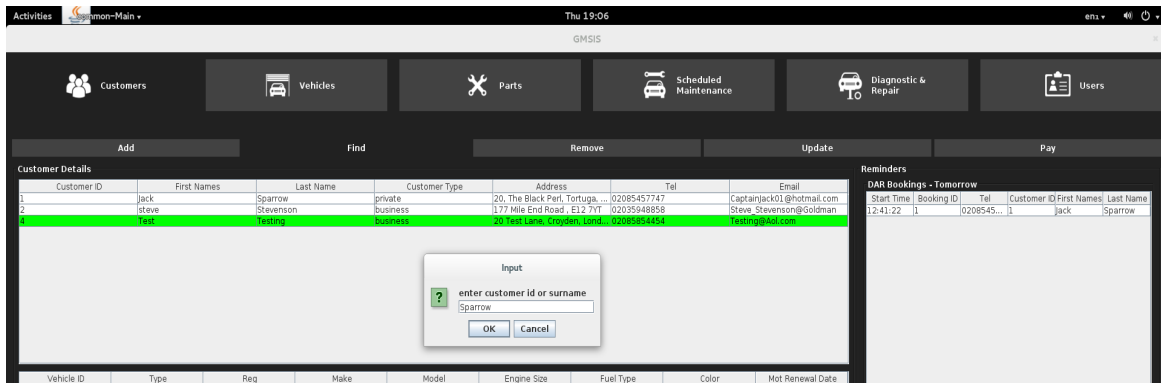 Activities mmon-Main Thu 19:06 en1
GMSIS
Customers Vehicles Parts Scheduled Maintenance Diagnostic & Repair Users
Add Find Remove Update Pay
Customer Details
Customer ID First Names Last Name Customer Type Address Tel Email
1 Jack Sparrow private 20, The Black Perl, Tortuga, ... 02085457747 CaptainJack01@hotmail.com
2 steve Stevenson business 177 Mile End Road , E12 7YT 02035948858 Steve_Stevenson@Goldman
4 Test Testing business 20 Test Lane, Croyden, Lond... 02085854454 Testing@Aol.com
Reminders
DAR Bookings - Tomorrow
Start Time Booking ID Tel Customer ID First Names Last Name
12:41:22 1 0208545... 1 Jack Sparrow
Input
enter customer id or surname
Sparrow
OK Cancel
Vehicle ID Type Reg Make Model Engine Size Fuel Type Color Mot Renewal Date